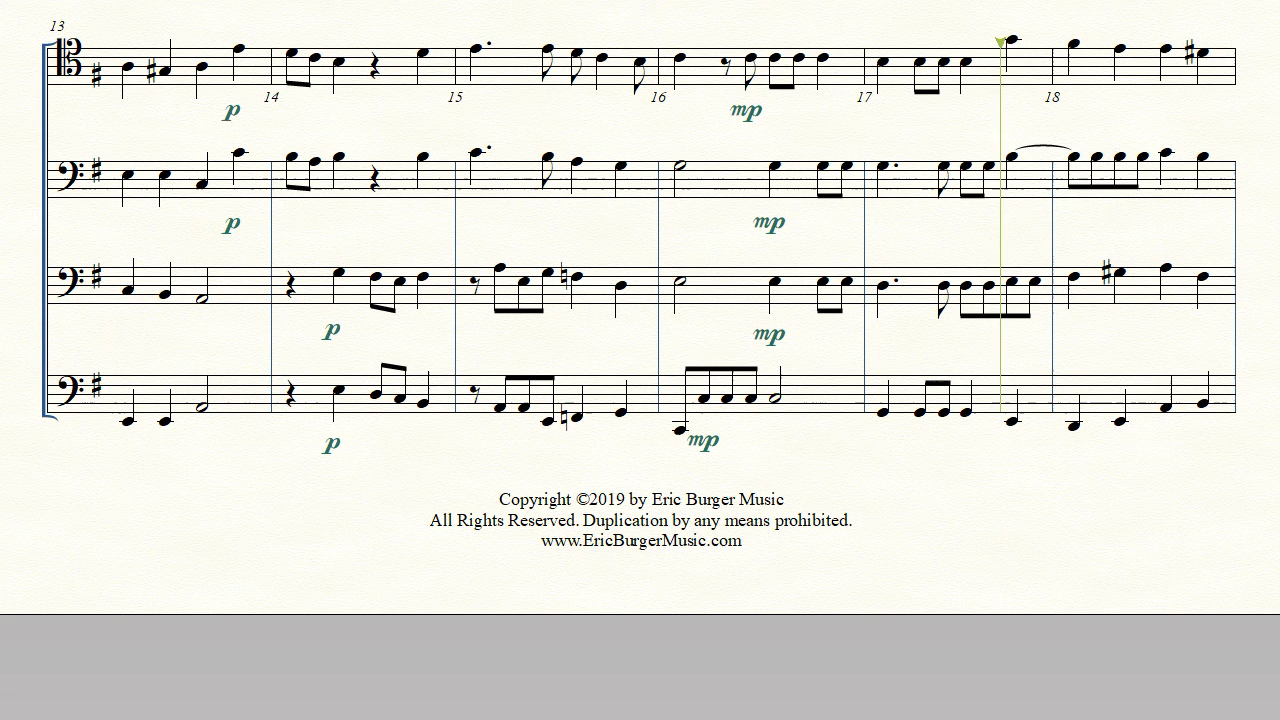 13
p
14
15
16
mp
17
18
p
mp
p
mp
p
mp
Copyright ©2019 by Eric Burger Music
All Rights Reserved. Duplication by any means prohibited.
www.EricBurgerMusic.com